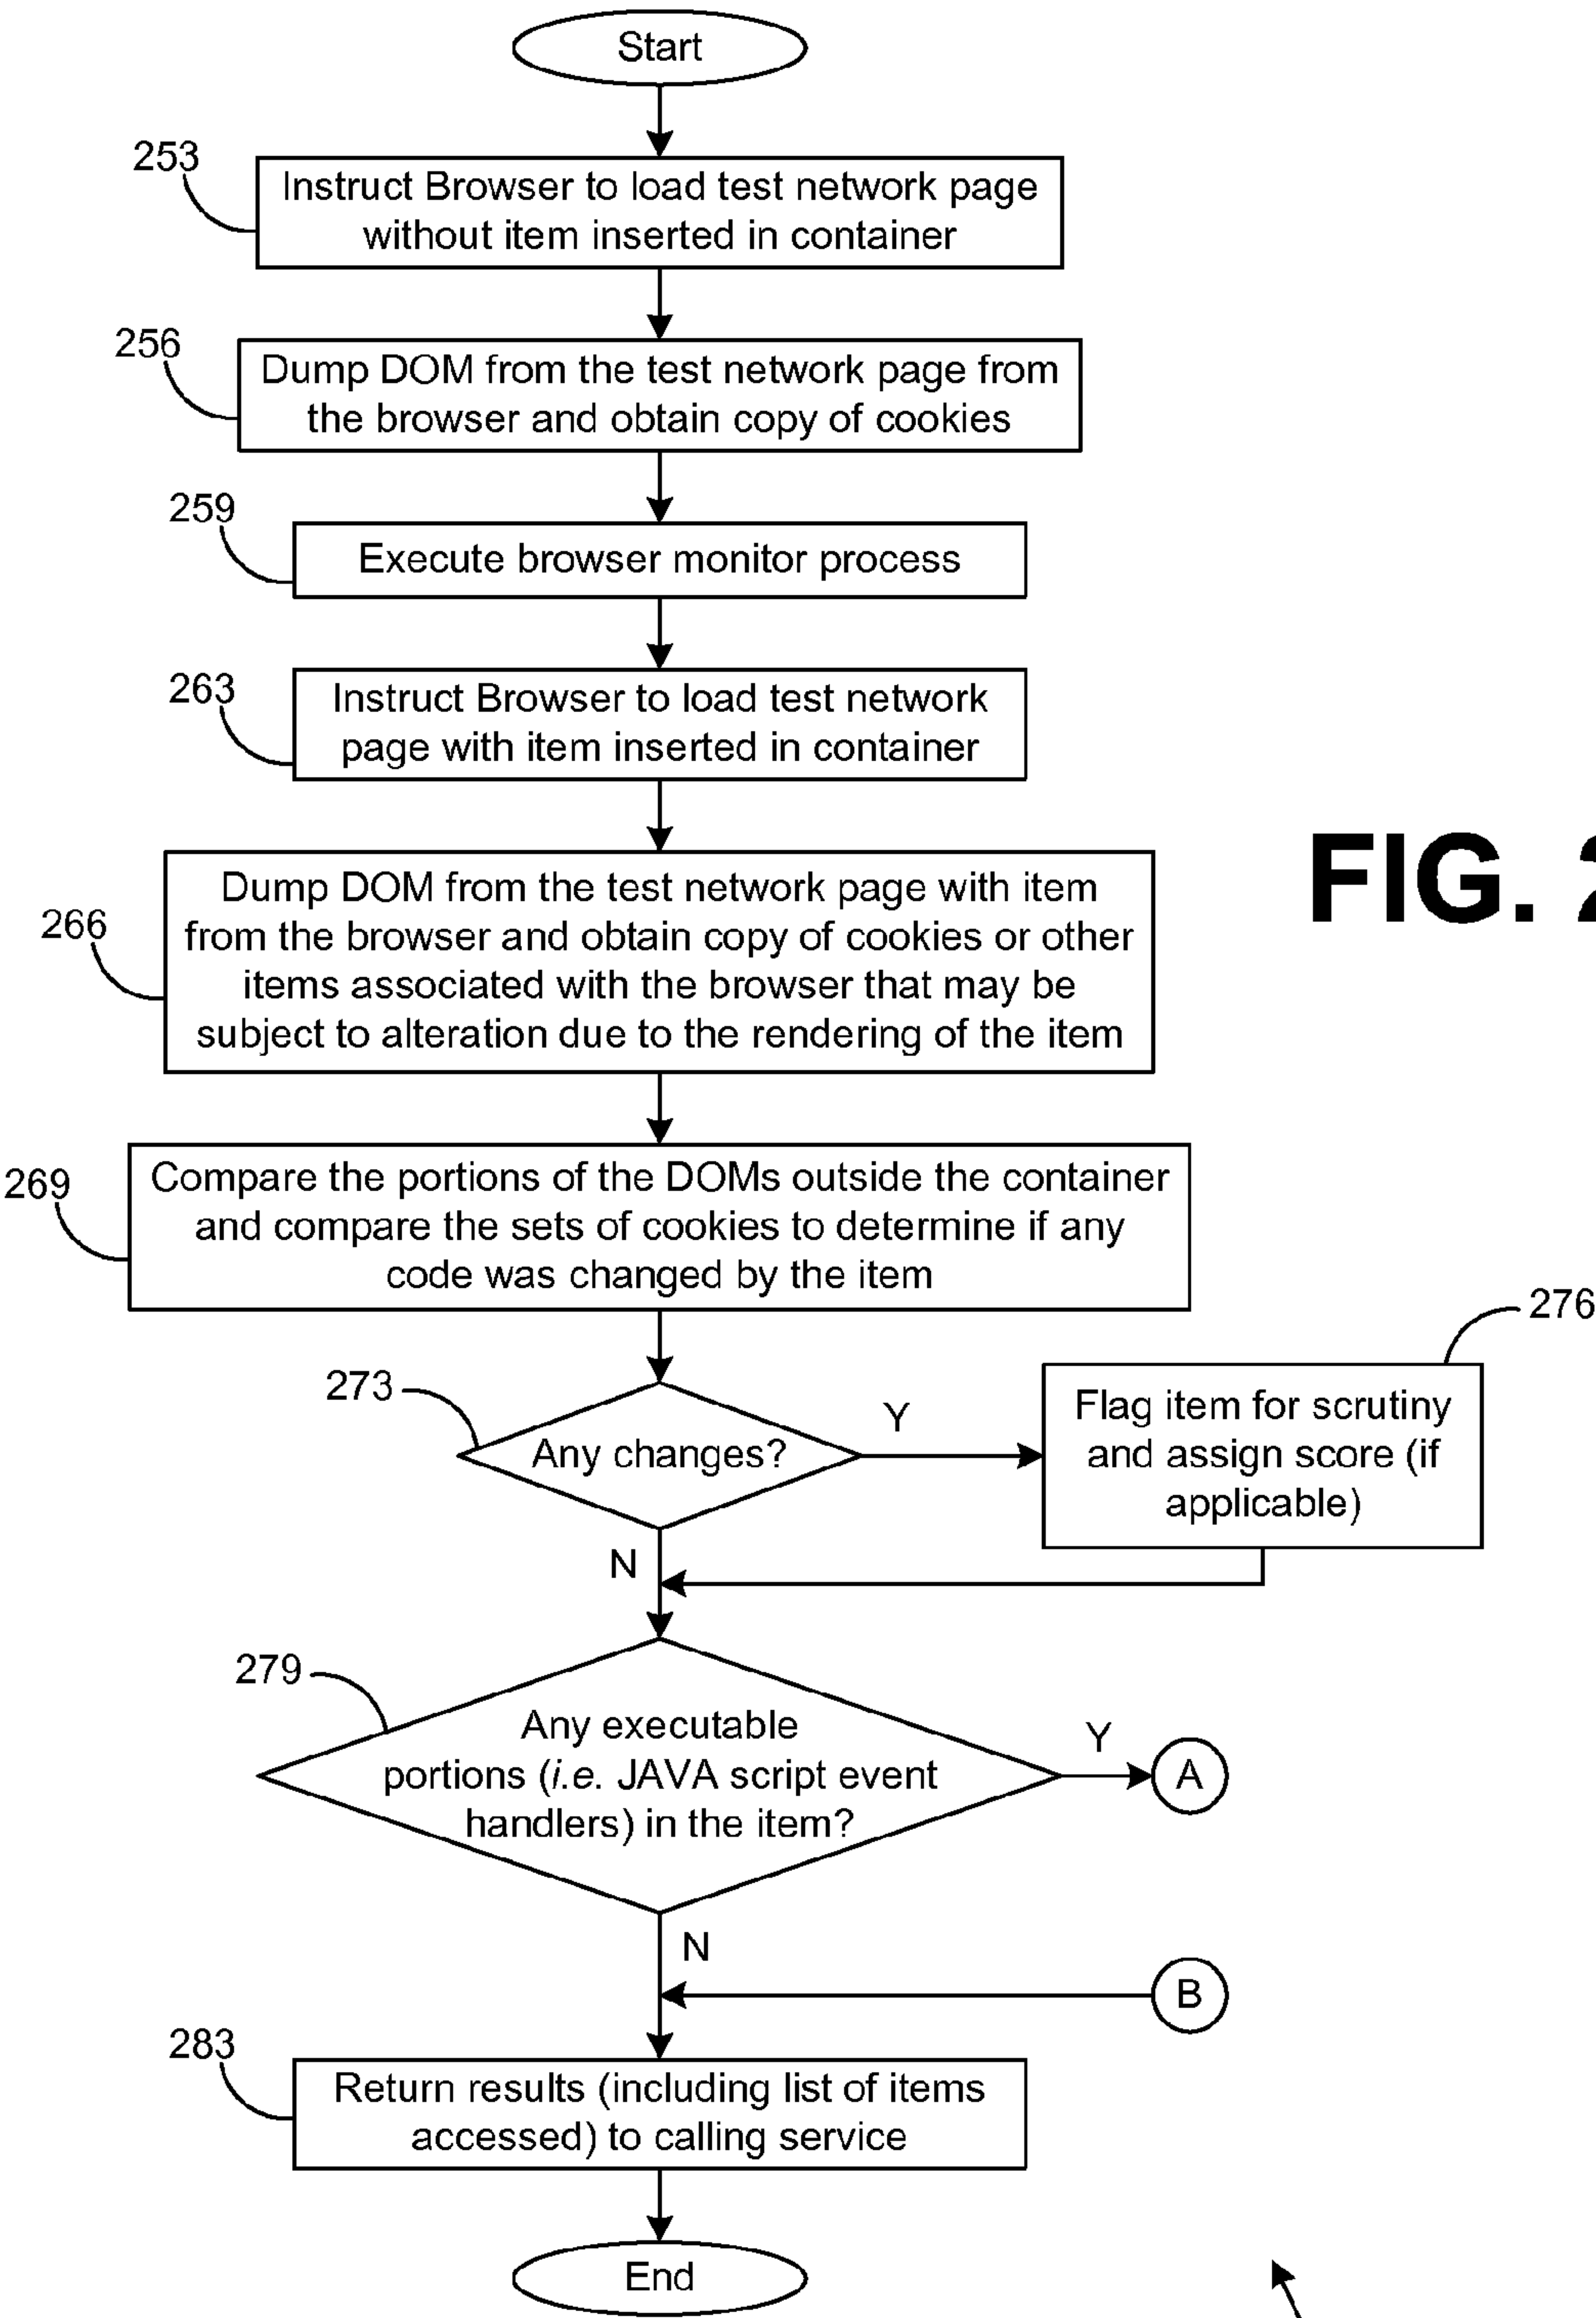 Start
253
Instruct Browser to load test network page
without item inserted in container
256
Dump DOM from the test network page from
the browser and obtain copy of cookies
259
Execute browser monitor process
263
Instruct Browser to load test network
page with item inserted in container
FIG. 2
266
Dump DOM from the test network page with item
from the browser and obtain copy of cookies or other
items associated with the browser that may be
subject to alteration due to the rendering of the item
269
Compare the portions of the DOMs outside the container
and compare the sets of cookies to determine if any
code was changed by the item
276
273
Any changes?
Y
Flag item for scrutiny
and assign score (if
applicable)
N
279
Any executable
portions (i.e. JAVA script event
handlers) in the item?
Y
A
N
B
283
Return results (including list of items
accessed) to calling service
End